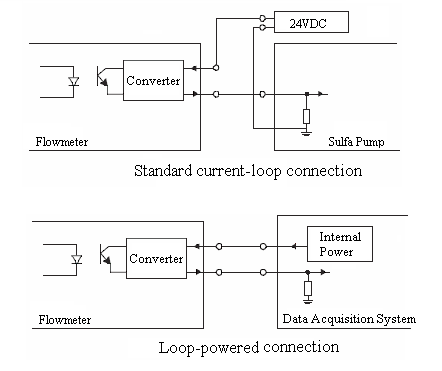 24VDC
Converter
Flowmeter
Sulfa Pump
Standard current-loop connection
Internal
Power
Converter
Flowmeter
Data Acquisition System
Loop-powered connection